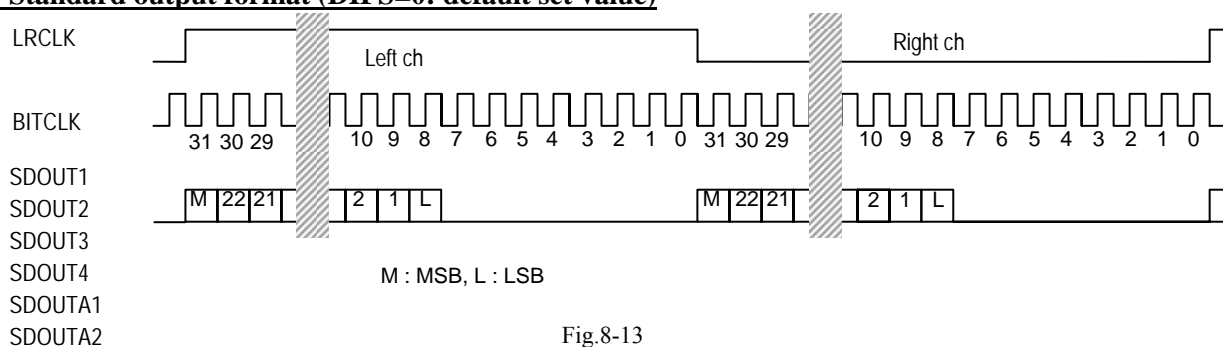 Standard output format (DIFS=0: default set value)
LRCLK
Left ch
Right ch
BITCLK
31 30 29 10 9 8 7 6 5 4 3 2 1 0 31 30 29 10 9 8 7 6 5 4 3 2 1 0
SDOUT1
M 22 21 2 1 L M 22 21 2 1 L
SDOUT2
SDOUT3
SDOUT4
M : MSB, L : LSB
SDOUTA1
SDOUTA2
Fig.8-13